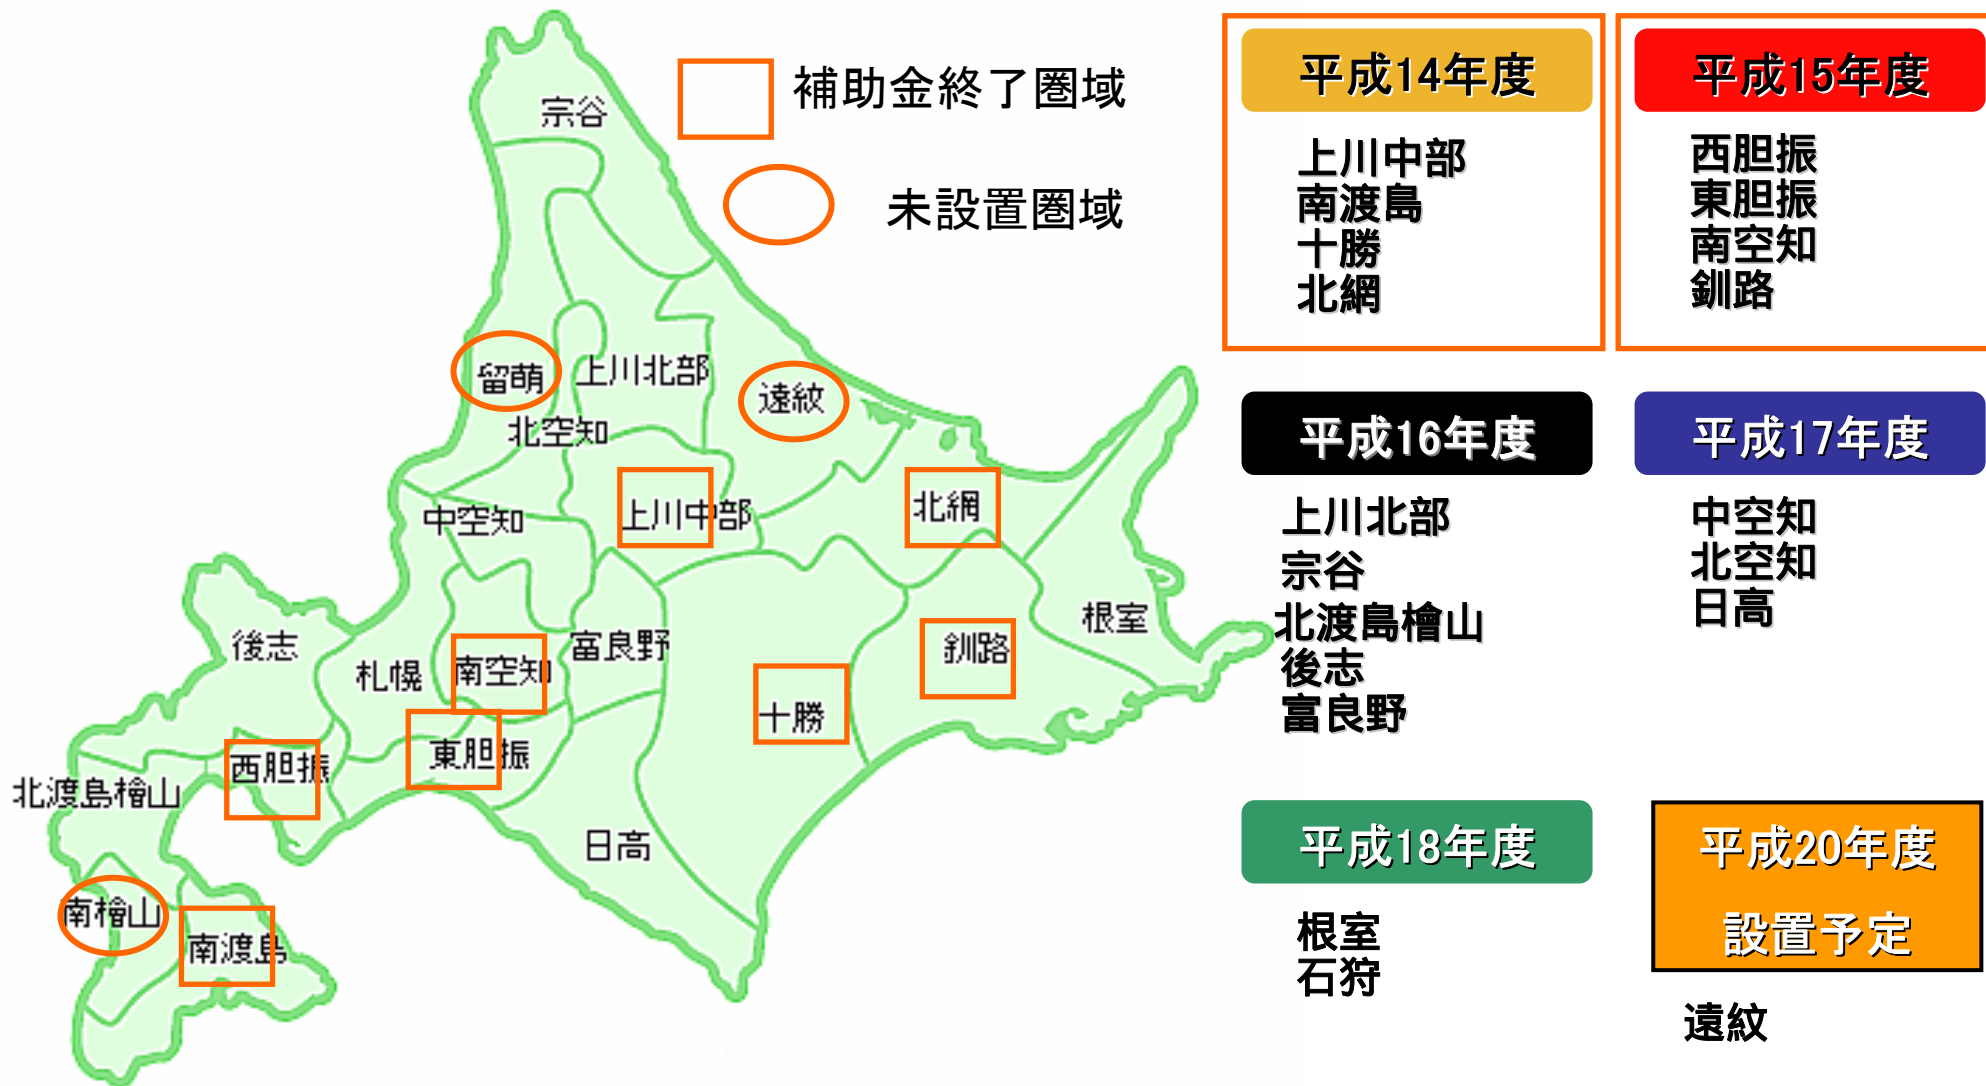 補助金終了圏域
未設置圏域
宗谷
留萌
上川北部
遠紋
北空知
中空知
上川中部
北網
後志
札幌
南空知
富良野
釧路
根室
十勝
東胆振
西胆振
北渡島檜山
日高
南檜山
南渡島
平成14年度
上川中部
南渡島
十勝
北網
平成15年度
西胆振
東胆振
南空知
釧路
平成16年度
上川北部
宗谷
北渡島檜山
後志
富良野
平成17年度
中空知
北空知
日高
平成18年度
根室
石狩
平成20年度
設置予定
遠紋